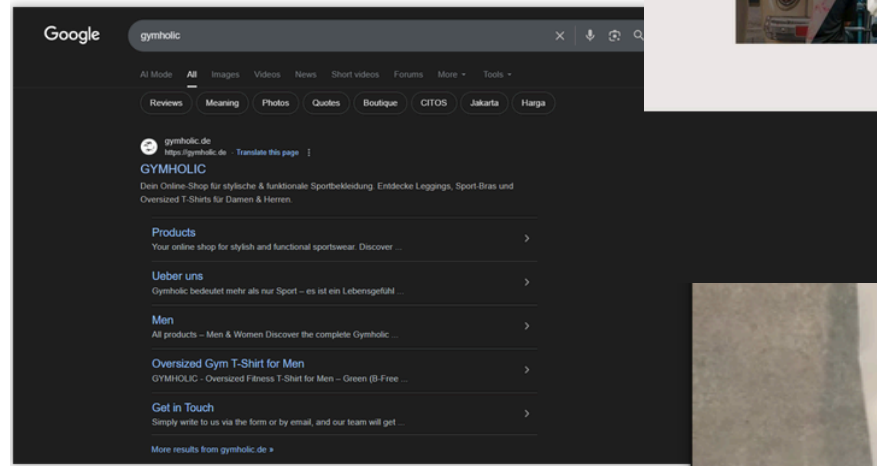 Google
gymholic
AI Mode All Images Videos News Short videos Forums More Tools
Reviews Meaning Photos Quotes Boutique CITOS Jakarta Harga
gymholic.de
https://gymholic.de · Translate this page
GYMHOLIC
Dein Online-Shop für stylische & funktionale Sportbekleidung. Entdecke Leggings, Sport-Bras und
Oversized T-Shirts für Damen & Herren.
Products
Your online shop for stylish and functional sportswear. Discover ...
Ueber uns
Gymholic bedeutet mehr als nur Sport – es ist ein Lebensgefühl ...
Men
All products – Men & Women Discover the complete Gymholic ...
Oversized Gym T-Shirt for Men
GYMHOLIC - Oversized Fitness T-Shirt for Men – Green (B-Free ...
Get in Touch
Simply write to us via the form or by email, and our team will get ...
More results from gymholic.de »